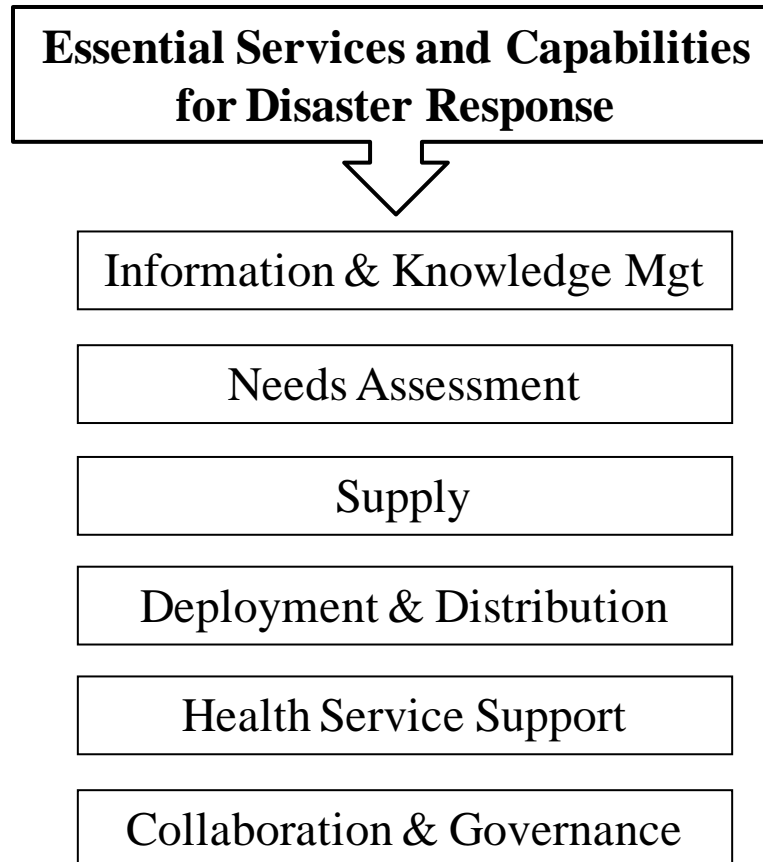 Essential Services and Capabilities
for Disaster Response
Information & Knowledge Mgt
Needs Assessment
Supply
Deployment & Distribution
Health Service Support
Collaboration & Governance